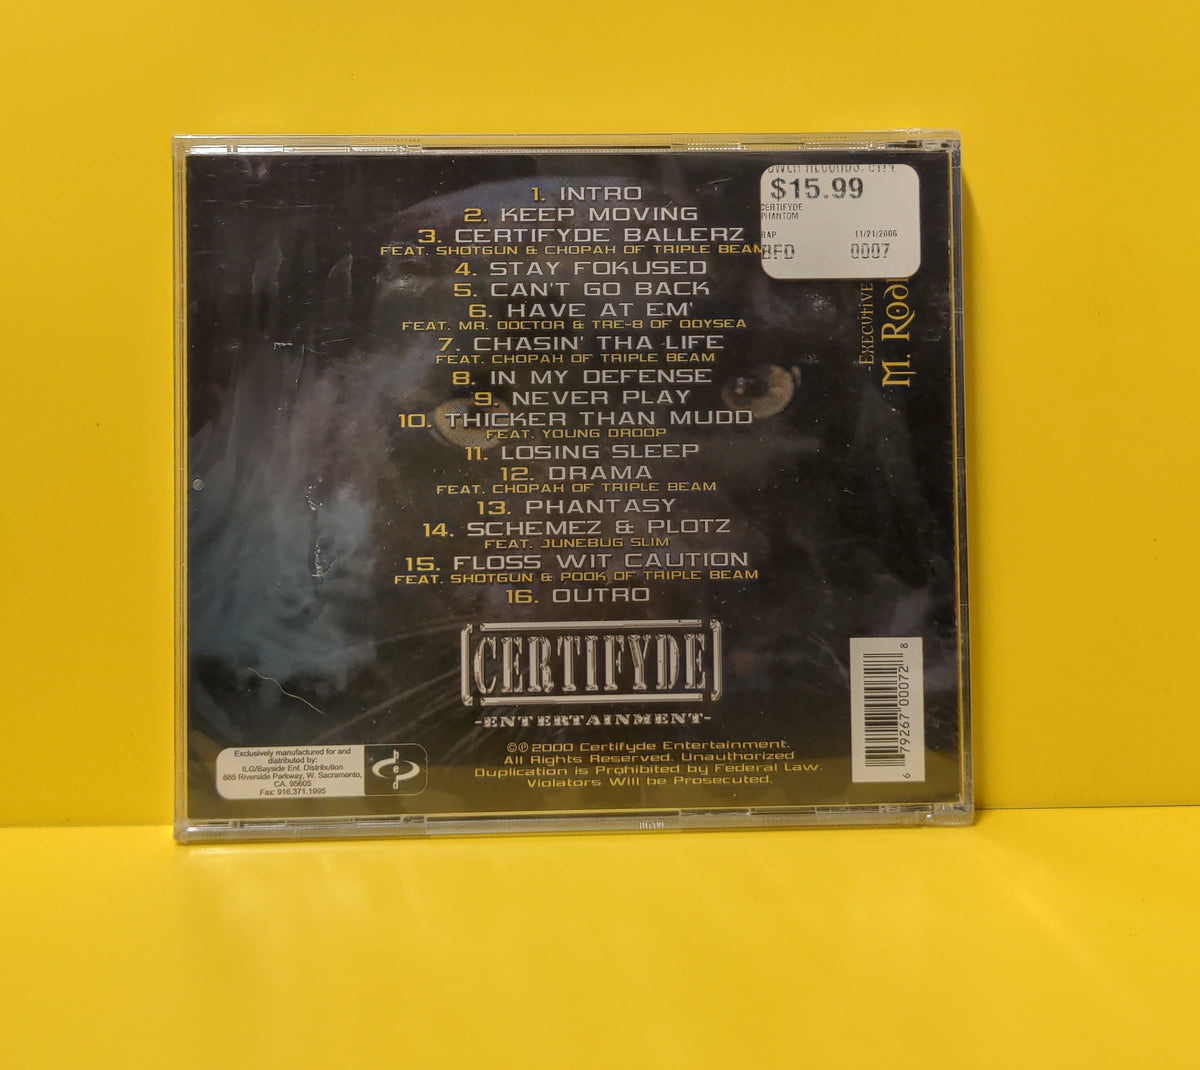 1. INTRO
2. KEEP MOVING
3. CERTIFYDE BALLERZ
FEAT. SHOTGUN & CHOPAH OF TRIPLE BEAM
4. STAY FOKUSED
5. CAN'T GO BACK
6. HAVE AT EM'
FEAT. MR. DOCTOR & TRE-8 OF ODYSEA
7. CHASIN' THA LIFE
FEAT. CHOPAH OF TRIPLE BEAM
8. IN MY DEFENSE
9. NEVER PLAY
10. THICKER THAN MUDD
FEAT. YOUNG DROOP
11. LOSING SLEEP
12. DRAMA
FEAT. CHOPAH OF TRIPLE BEAM
13. PHANTASY
14. SCHEMEZ & PLOTZ
FEAT. JUNEBUG SLIM
15. FLOSS WIT CAUTION
FEAT. SHOTGUN & POOK OF TRIPLE BEAM
16. OUTRO
CERTIFYDE
-ENTERTAINMENT-
©℗ 2000 Certifyde Entertainment.
All Rights Reserved. Unauthorized
Duplication is Prohibited by Federal Law.
Violators Will be Prosecuted.
$15.99
CERTIFYDE
PHANTOM
RAP 11/21/2006
BFD 0007
-EXECUTIVE
M.
Exclusively manufactured for and
distributed by:
ILG/Bayside Ent. Distribution
885 Riverside Parkway, W. Sacramento,
CA. 95605
Fax: 916.371.1995
6 79267 00072 8